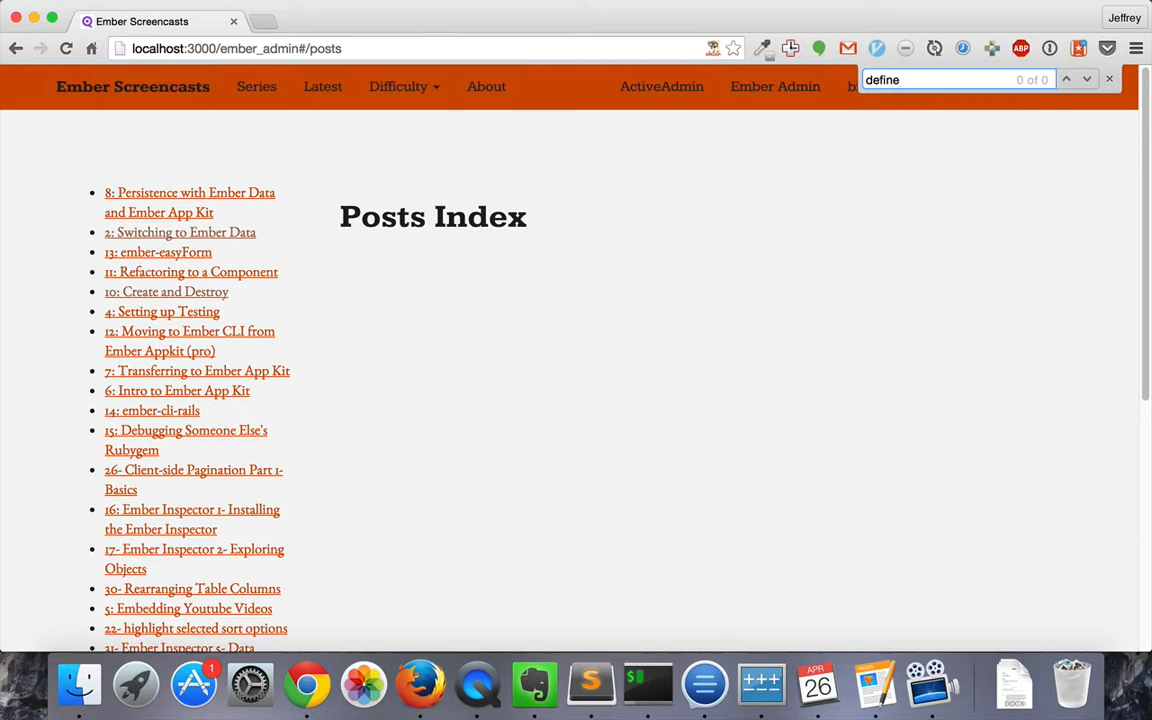 Ember Screencasts
Jeffrey
localhost:3000/ember_admin#/posts
ABP
define 0 of 0
Ember Screencasts Series Latest Difficulty About ActiveAdmin Ember Admin
Posts Index
8: Persistence with Ember Data
and Ember App Kit
2: Switching to Ember Data
13: ember-easyForm
11: Refactoring to a Component
10: Create and Destroy
4: Setting up Testing
12: Moving to Ember CLI from
Ember Appkit (pro)
7: Transferring to Ember App Kit
6: Intro to Ember App Kit
14: ember-cli-rails
15: Debugging Someone Else's
Rubygem
26- Client-side Pagination Part 1-
Basics
16: Ember Inspector 1- Installing
the Ember Inspector
17- Ember Inspector 2- Exploring
Objects
30- Rearranging Table Columns
5: Embedding Youtube Videos
22- highlight selected sort options
21- Ember Inspector 5- Data
1
APR
26
DOCX